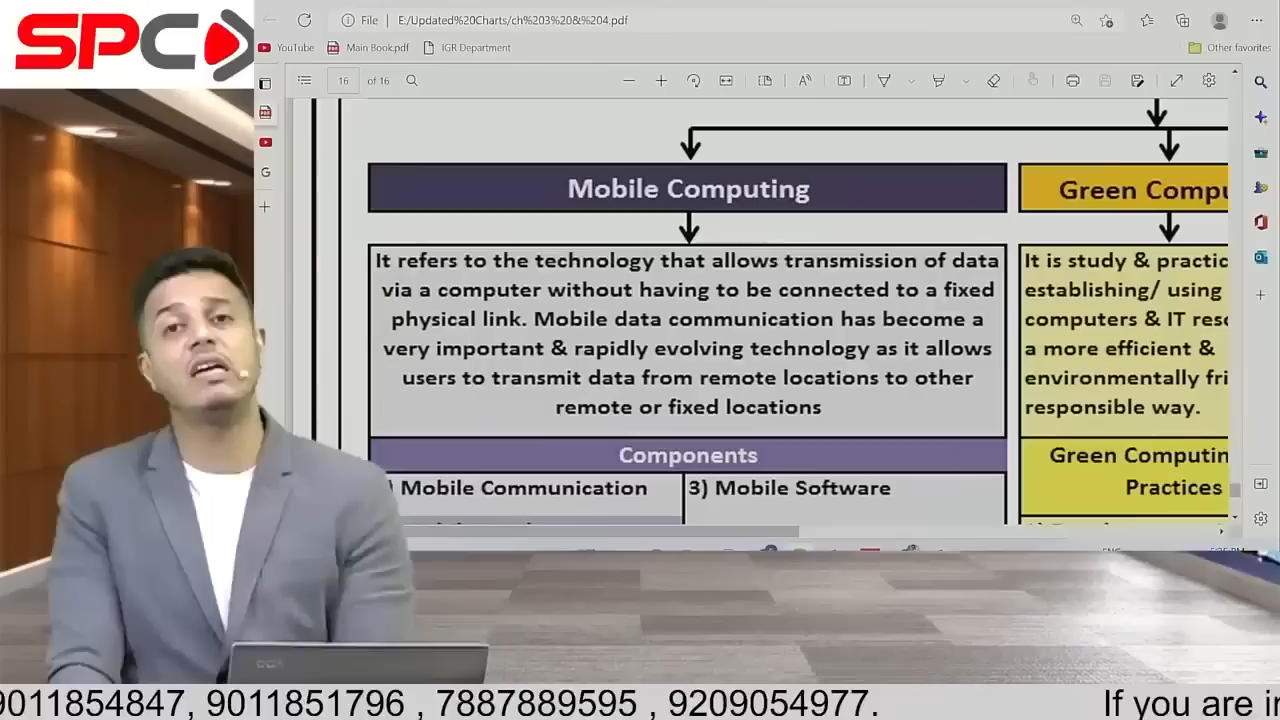 SPC
File
E:/Updated%20Charts/ch%203%20&%204.pdf
YouTube
Main Book.pdf
IGR Department
Other favorites
16
of 16
Mobile Computing
Green Compu
It refers to the technology that allows transmission of data
via a computer without having to be connected to a fixed
physical link. Mobile data communication has become a
very important & rapidly evolving technology as it allows
users to transmit data from remote locations to other
remote or fixed locations
It is study & practic
establishing/ using
computers & IT reso
a more efficient &
environmentally fri
responsible way.
Components
Green Computin
Practices
) Mobile Communication
3) Mobile Software
9011854847, 9011851796 , 7887889595 , 9209054977.
If you are i